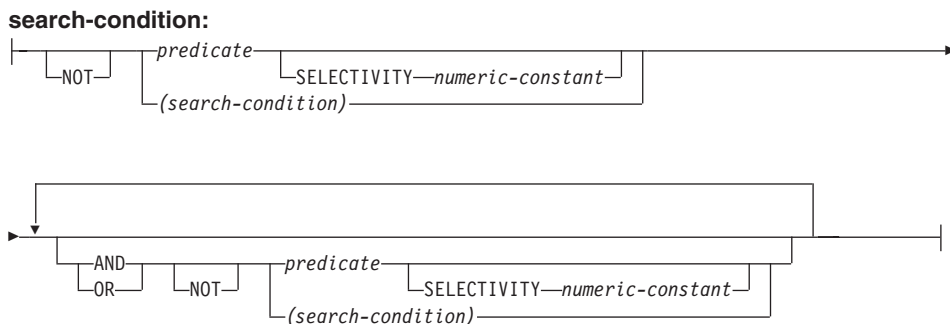 search-condition:
predicate
NOT
SELECTIVITY numeric-constant
(search-condition)
AND
predicate
OR
NOT
SELECTIVITY numeric-constant
(search-condition)